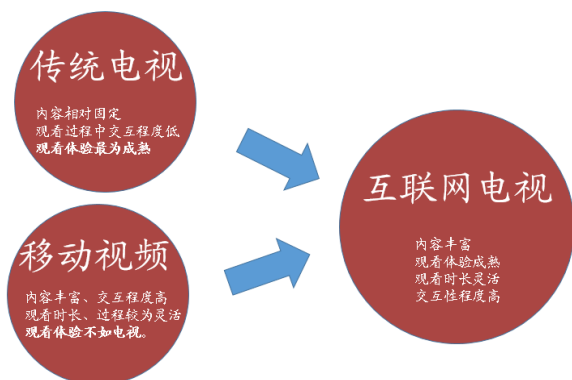 传统电视
内容相对固定
观看过程中交互程度低
观看体验最为成熟
移动视频
内容丰富、交互程度高
观看时长、过程较为灵活
观看体验不如电视。
互联网电视
内容丰富
观看体验成熟
观看时长灵活
交互性程度高